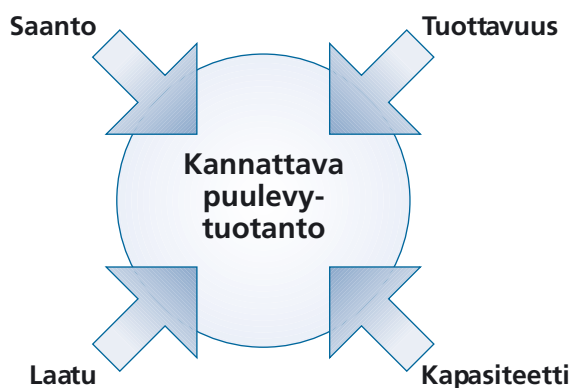 Saanto
Tuottavuus
Kannattava
puulevy-
tuotanto
Laatu
Kapasiteetti